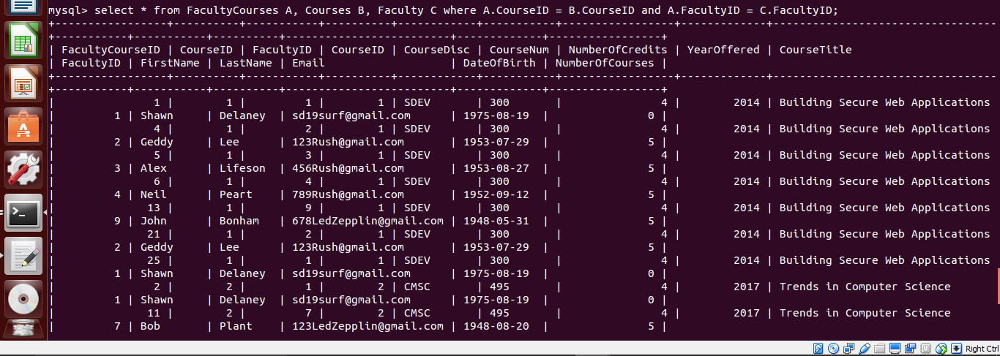 mysql> select * from FacultyCourses A, Courses B, Faculty C where A.CourseID = B.CourseID and A.FacultyID = C.FacultyID;
+-----------------+----------+-----------+----------+------------+-----------+-----------------+-------------+----------------------------------
+-----------+-----------+----------+-------------------------+-------------+-----------------+
| FacultyCourseID | CourseID | FacultyID | CourseID | CourseDisc | CourseNum | NumberOfCredits | YearOffered | CourseTitle
| FacultyID | FirstName | LastName | Email | DateOfBirth | NumberOfCourses |
+-----------------+----------+-----------+----------+------------+-----------+-----------------+-------------+----------------------------------
+-----------+-----------+----------+-------------------------+-------------+-----------------+
| 1 | 1 | 1 | 1 | SDEV | 300 | 4 | 2014 | Building Secure Web Applications
| 1 | Shawn | Delaney | sd19surf@gmail.com | 1975-08-19 | 0 |
| 4 | 1 | 2 | 1 | SDEV | 300 | 4 | 2014 | Building Secure Web Applications
| 2 | Geddy | Lee | 123Rush@gmail.com | 1953-07-29 | 5 |
| 5 | 1 | 3 | 1 | SDEV | 300 | 4 | 2014 | Building Secure Web Applications
| 3 | Alex | Lifeson | 456Rush@gmail.com | 1953-08-27 | 5 |
| 6 | 1 | 4 | 1 | SDEV | 300 | 4 | 2014 | Building Secure Web Applications
| 4 | Neil | Peart | 789Rush@gmail.com | 1952-09-12 | 5 |
| 13 | 1 | 9 | 1 | SDEV | 300 | 4 | 2014 | Building Secure Web Applications
| 9 | John | Bonham | 678LedZepplin@gmail.com | 1948-05-31 | 5 |
| 21 | 1 | 2 | 1 | SDEV | 300 | 4 | 2014 | Building Secure Web Applications
| 2 | Geddy | Lee | 123Rush@gmail.com | 1953-07-29 | 5 |
| 25 | 1 | 1 | 1 | SDEV | 300 | 4 | 2014 | Building Secure Web Applications
| 1 | Shawn | Delaney | sd19surf@gmail.com | 1975-08-19 | 0 |
| 2 | 2 | 1 | 2 | CMSC | 495 | 4 | 2017 | Trends in Computer Science
| 1 | Shawn | Delaney | sd19surf@gmail.com | 1975-08-19 | 0 |
| 11 | 2 | 7 | 2 | CMSC | 495 | 4 | 2017 | Trends in Computer Science
| 7 | Bob | Plant | 123LedZepplin@gmail.com | 1948-08-20 | 5 |
Right Ctrl